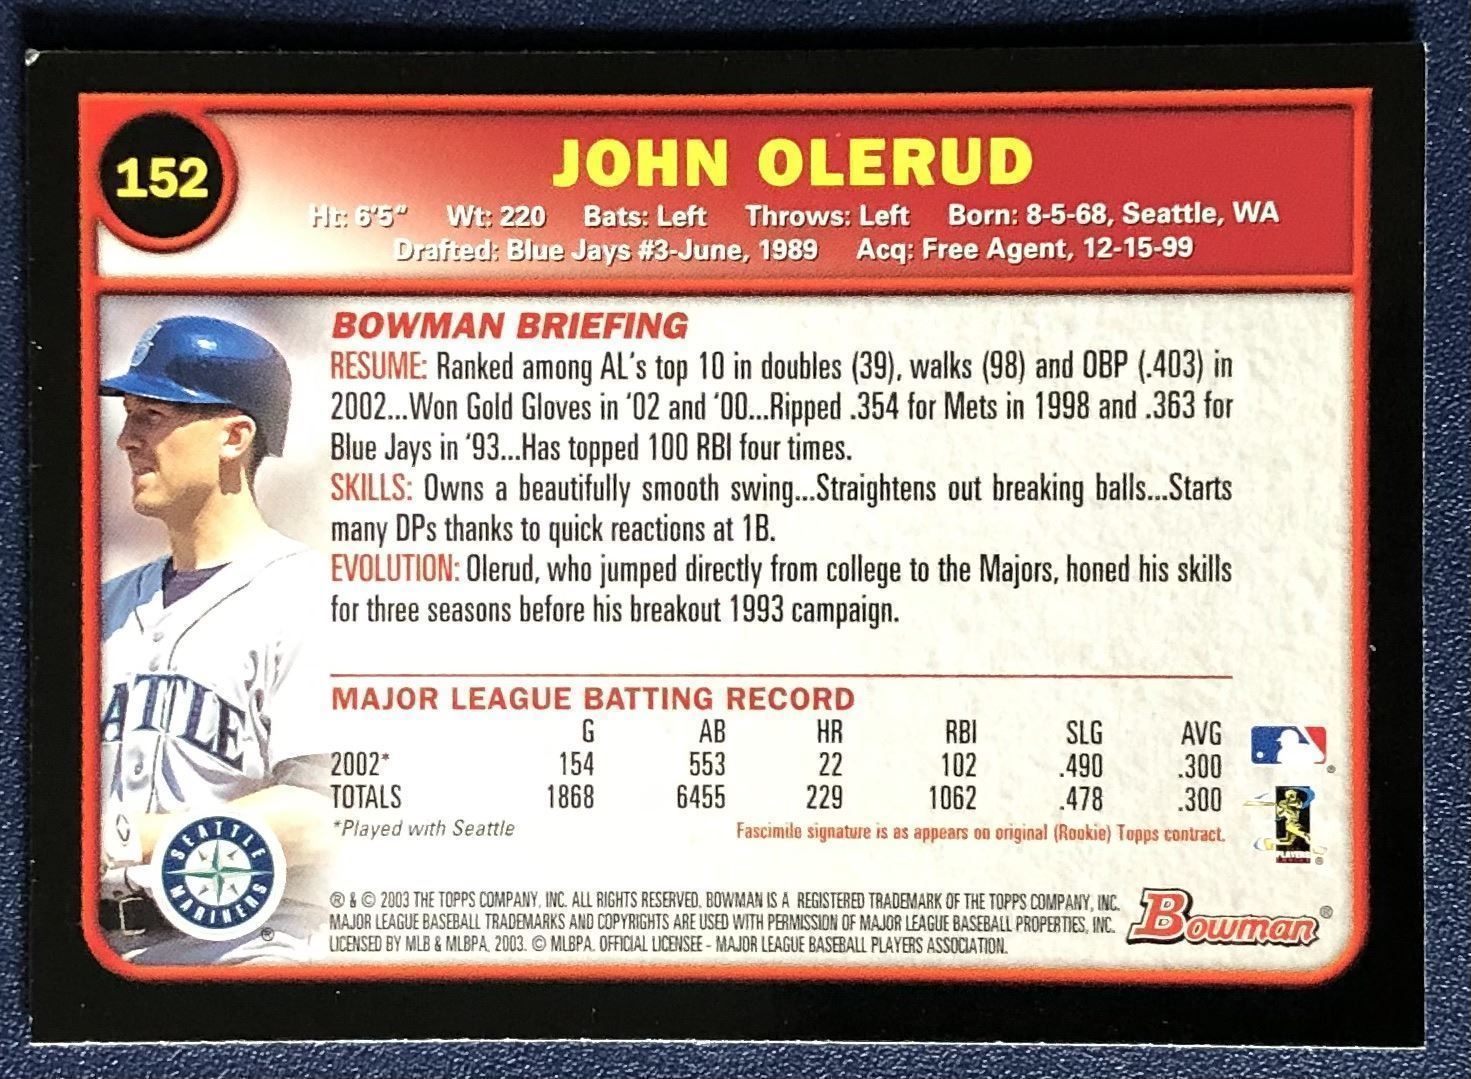 152
JOHN OLERUD
Ht: 6'5" Wt: 220 Bats: Left Throws: Left Born: 8-5-68, Seattle, WA
Drafted: Blue Jays #3-June, 1989 Acq: Free Agent, 12-15-99
BOWMAN BRIEFING
RESUME: Ranked among AL's top 10 in doubles (39), walks (98) and OBP (.403) in
2002...Won Gold Gloves in '02 and '00...Ripped .354 for Mets in 1998 and .363 for
Blue Jays in '93...Has topped 100 RBI four times.
SKILLS: Owns a beautifully smooth swing...Straightens out breaking balls...Starts
many DPs thanks to quick reactions at 1B.
EVOLUTION: Olerud, who jumped directly from college to the Majors, honed his skills
for three seasons before his breakout 1993 campaign.
ATTLE
MAJOR LEAGUE BATTING RECORD
G AB HR RBI SLG AVG
2002* 154 553 22 102 .490 .300
TOTALS 1868 6455 229 1062 .478 .300
*Played with Seattle Fascimile signature is as appears on original (Rookie) Topps contract.
SEATTLE MARINERS ®
PLAYERS
® & © 2003 THE TOPPS COMPANY, INC. ALL RIGHTS RESERVED. BOWMAN IS A REGISTERED TRADEMARK OF THE TOPPS COMPANY, INC.
MAJOR LEAGUE BASEBALL TRADEMARKS AND COPYRIGHTS ARE USED WITH PERMISSION OF MAJOR LEAGUE BASEBALL PROPERTIES, INC.
LICENSED BY MLB & MLBPA, 2003. © MLBPA. OFFICIAL LICENSEE - MAJOR LEAGUE BASEBALL PLAYERS ASSOCIATION.
Bowman®